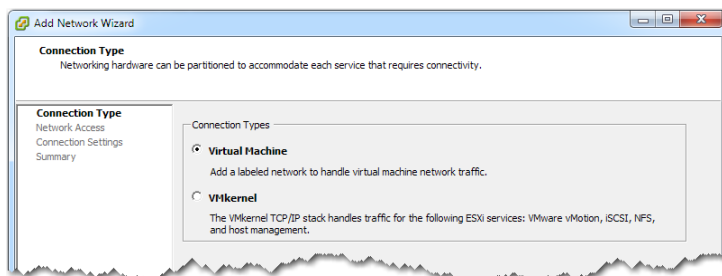 Add Network Wizard
Connection Type
Networking hardware can be partitioned to accommodate each service that requires connectivity.
Connection Type
Network Access
Connection Settings
Summary
Connection Types
Virtual Machine
Add a labeled network to handle virtual machine network traffic.
VMkernel
The VMkernel TCP/IP stack handles traffic for the following ESXi services: VMware vMotion, iSCSI, NFS,
and host management.